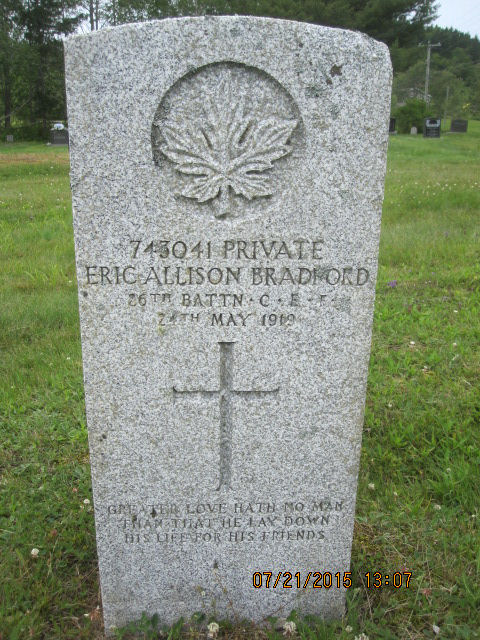 743041 PRIVATE
ERIC ALLISON BRADFORD
26TH BATTN · C · E · F ·
24TH MAY 1919
GREATER LOVE HATH NO MAN
THAN THAT HE LAY DOWN
HIS LIFE FOR HIS FRIENDS
07/21/2015 13:07